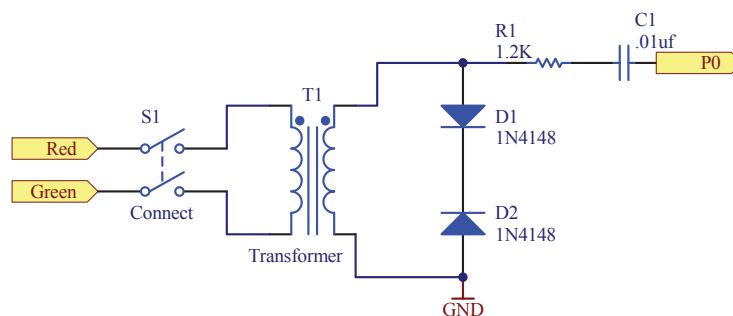 C1
.01uf
R1
1.2K
P0
T1
S1
D1
1N4148
Red
Green
Connect
D2
1N4148
Transformer
GND